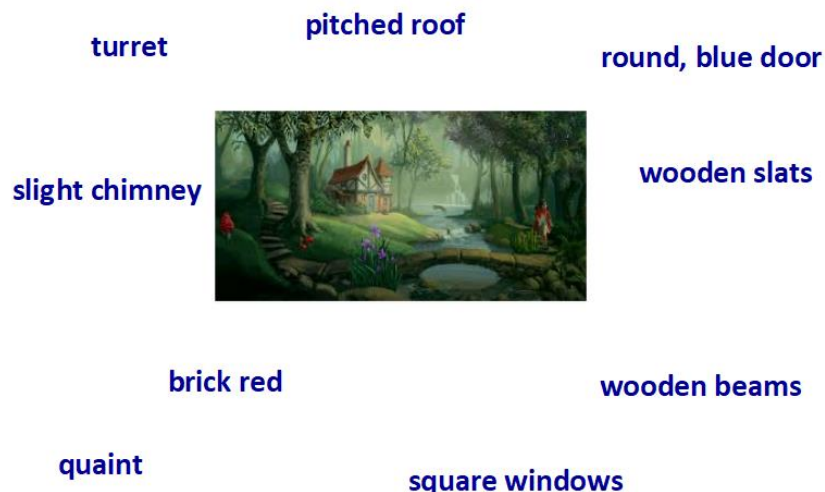 pitched roof
turret
round, blue door
wooden slats
slight chimney
brick red
wooden beams
quaint
square windows